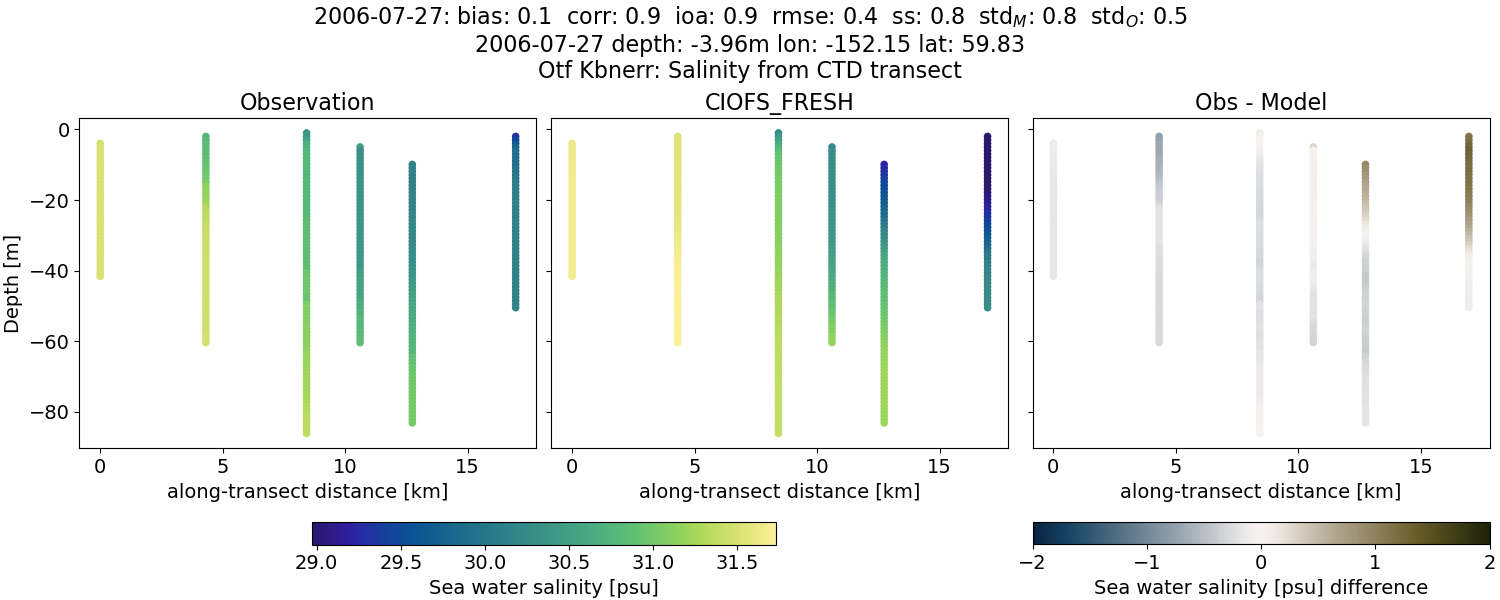 2006-07-27: bias: 0.1  corr: 0.9  ioa: 0.9  rmse: 0.4  ss: 0.8  std_M: 0.8  std_O: 0.5
2006-07-27 depth: -3.96m lon: -152.15 lat: 59.83
Otf Kbnerr: Salinity from CTD transect
Observation
CIOFS_FRESH
Obs - Model
Depth [m]
0
−20
−40
−60
−80
0 5 10 15
0 5 10 15
0 5 10 15
along-transect distance [km]
along-transect distance [km]
along-transect distance [km]
29.0 29.5 30.0 30.5 31.0 31.5
Sea water salinity [psu]
−2 −1 0 1 2
Sea water salinity [psu] difference